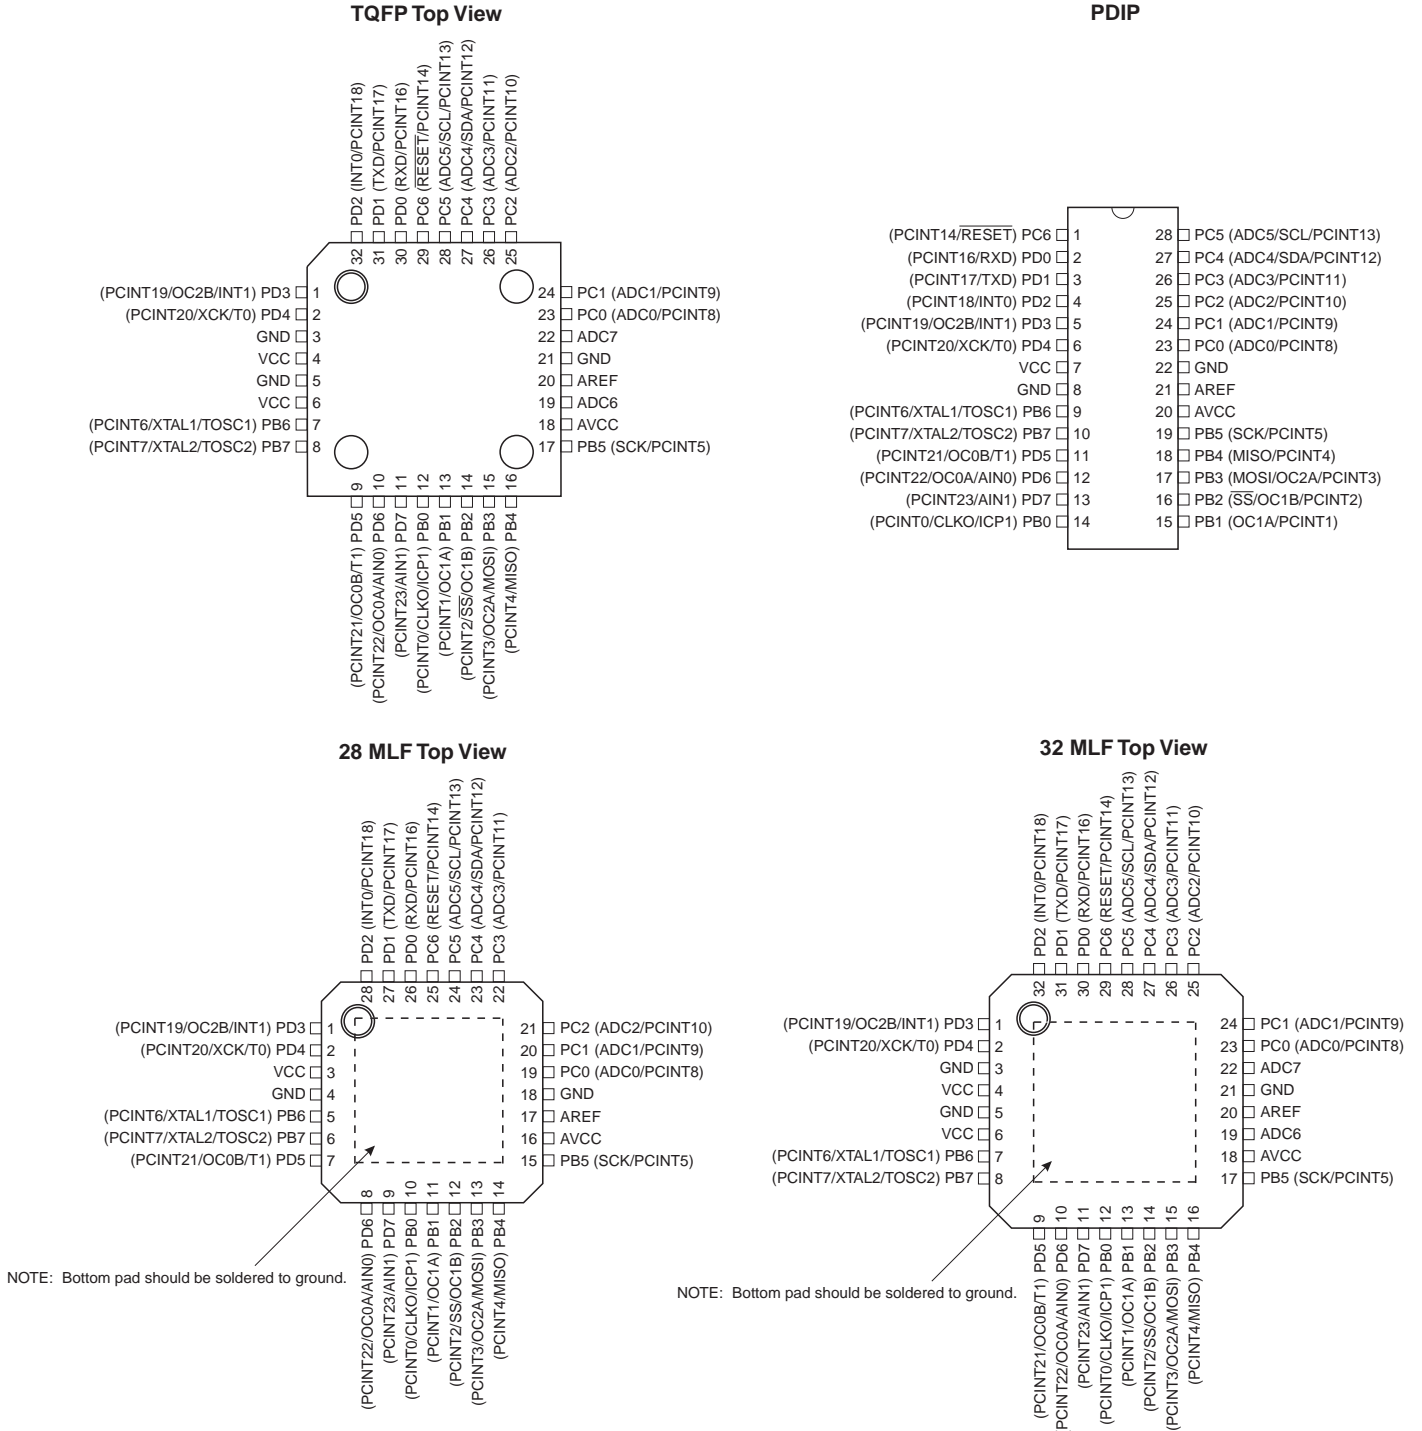 TQFP Top View
PD2 (INT0/PCINT18)
PD1 (TXD/PCINT17)
PD0 (RXD/PCINT16)
PC6 (RESET/PCINT14)
PC5 (ADC5/SCL/PCINT13)
PC4 (ADC4/SDA/PCINT12)
PC3 (ADC3/PCINT11)
PC2 (ADC2/PCINT10)
32 31 30 29 28 27 26 25
(PCINT19/OC2B/INT1) PD3 1
(PCINT20/XCK/T0) PD4 2
GND 3
VCC 4
GND 5
VCC 6
(PCINT6/XTAL1/TOSC1) PB6 7
(PCINT7/XTAL2/TOSC2) PB7 8
24 PC1 (ADC1/PCINT9)
23 PC0 (ADC0/PCINT8)
22 ADC7
21 GND
20 AREF
19 ADC6
18 AVCC
17 PB5 (SCK/PCINT5)
9 10 11 12 13 14 15 16
(PCINT21/OC0B/T1) PD5
(PCINT22/OC0A/AIN0) PD6
(PCINT23/AIN1) PD7
(PCINT0/CLKO/ICP1) PB0
(PCINT1/OC1A) PB1
(PCINT2/SS/OC1B) PB2
(PCINT3/OC2A/MOSI) PB3
(PCINT4/MISO) PB4
PDIP
(PCINT14/RESET) PC6 1
(PCINT16/RXD) PD0 2
(PCINT17/TXD) PD1 3
(PCINT18/INT0) PD2 4
(PCINT19/OC2B/INT1) PD3 5
(PCINT20/XCK/T0) PD4 6
VCC 7
GND 8
(PCINT6/XTAL1/TOSC1) PB6 9
(PCINT7/XTAL2/TOSC2) PB7 10
(PCINT21/OC0B/T1) PD5 11
(PCINT22/OC0A/AIN0) PD6 12
(PCINT23/AIN1) PD7 13
(PCINT0/CLKO/ICP1) PB0 14
28 PC5 (ADC5/SCL/PCINT13)
27 PC4 (ADC4/SDA/PCINT12)
26 PC3 (ADC3/PCINT11)
25 PC2 (ADC2/PCINT10)
24 PC1 (ADC1/PCINT9)
23 PC0 (ADC0/PCINT8)
22 GND
21 AREF
20 AVCC
19 PB5 (SCK/PCINT5)
18 PB4 (MISO/PCINT4)
17 PB3 (MOSI/OC2A/PCINT3)
16 PB2 (SS/OC1B/PCINT2)
15 PB1 (OC1A/PCINT1)
28 MLF Top View
PD2 (INT0/PCINT18)
PD1 (TXD/PCINT17)
PD0 (RXD/PCINT16)
PC6 (RESET/PCINT14)
PC5 (ADC5/SCL/PCINT13)
PC4 (ADC4/SDA/PCINT12)
PC3 (ADC3/PCINT11)
28 27 26 25 24 23 22
(PCINT19/OC2B/INT1) PD3 1
(PCINT20/XCK/T0) PD4 2
VCC 3
GND 4
(PCINT6/XTAL1/TOSC1) PB6 5
(PCINT7/XTAL2/TOSC2) PB7 6
(PCINT21/OC0B/T1) PD5 7
21 PC2 (ADC2/PCINT10)
20 PC1 (ADC1/PCINT9)
19 PC0 (ADC0/PCINT8)
18 GND
17 AREF
16 AVCC
15 PB5 (SCK/PCINT5)
8 9 10 11 12 13 14
(PCINT22/OC0A/AIN0) PD6
(PCINT23/AIN1) PD7
(PCINT0/CLKO/ICP1) PB0
(PCINT1/OC1A) PB1
(PCINT2/SS/OC1B) PB2
(PCINT3/OC2A/MOSI) PB3
(PCINT4/MISO) PB4
NOTE: Bottom pad should be soldered to ground.
32 MLF Top View
PD2 (INT0/PCINT18)
PD1 (TXD/PCINT17)
PD0 (RXD/PCINT16)
PC6 (RESET/PCINT14)
PC5 (ADC5/SCL/PCINT13)
PC4 (ADC4/SDA/PCINT12)
PC3 (ADC3/PCINT11)
PC2 (ADC2/PCINT10)
32 31 30 29 28 27 26 25
(PCINT19/OC2B/INT1) PD3 1
(PCINT20/XCK/T0) PD4 2
GND 3
VCC 4
GND 5
VCC 6
(PCINT6/XTAL1/TOSC1) PB6 7
(PCINT7/XTAL2/TOSC2) PB7 8
24 PC1 (ADC1/PCINT9)
23 PC0 (ADC0/PCINT8)
22 ADC7
21 GND
20 AREF
19 ADC6
18 AVCC
17 PB5 (SCK/PCINT5)
9 10 11 12 13 14 15 16
(PCINT21/OC0B/T1) PD5
PCINT22/OC0A/AIN0) PD6
(PCINT23/AIN1) PD7
(PCINT0/CLKO/ICP1) PB0
(PCINT1/OC1A) PB1
(PCINT2/SS/OC1B) PB2
(PCINT3/OC2A/MOSI) PB3
(PCINT4/MISO) PB4
NOTE: Bottom pad should be soldered to ground.